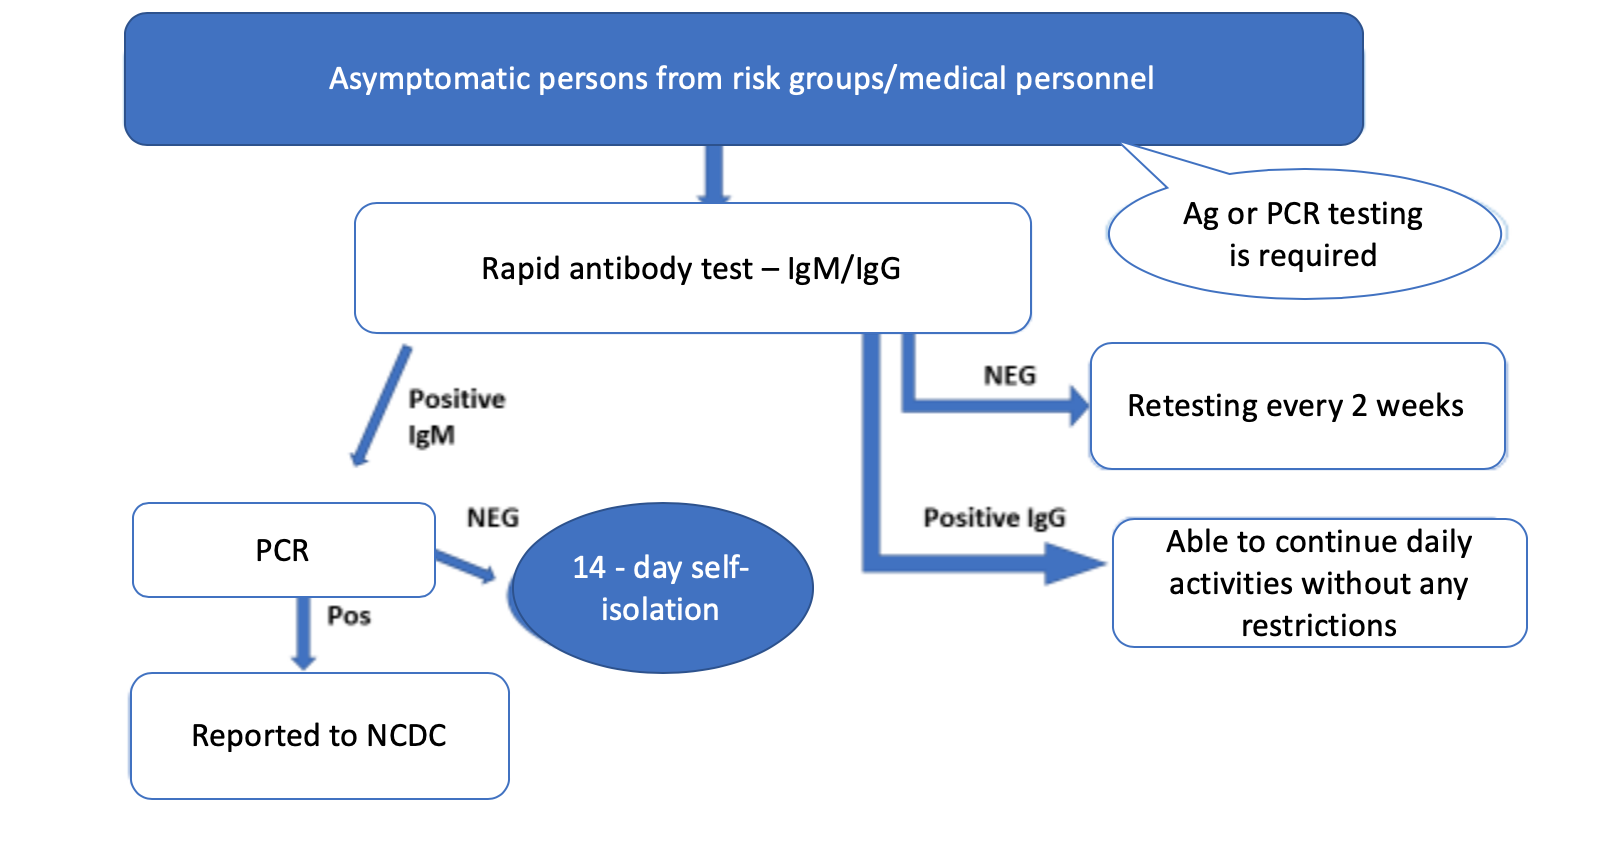 Asymptomatic persons from risk groups/medical personnel
Ag or PCR testing
is required
Rapid antibody test – IgM/IgG
NEG
Retesting every 2 weeks
Positive
IgM
Positive IgG
Able to continue daily
activities without any
restrictions
PCR
NEG
14 - day self-
isolation
Pos
Reported to NCDC